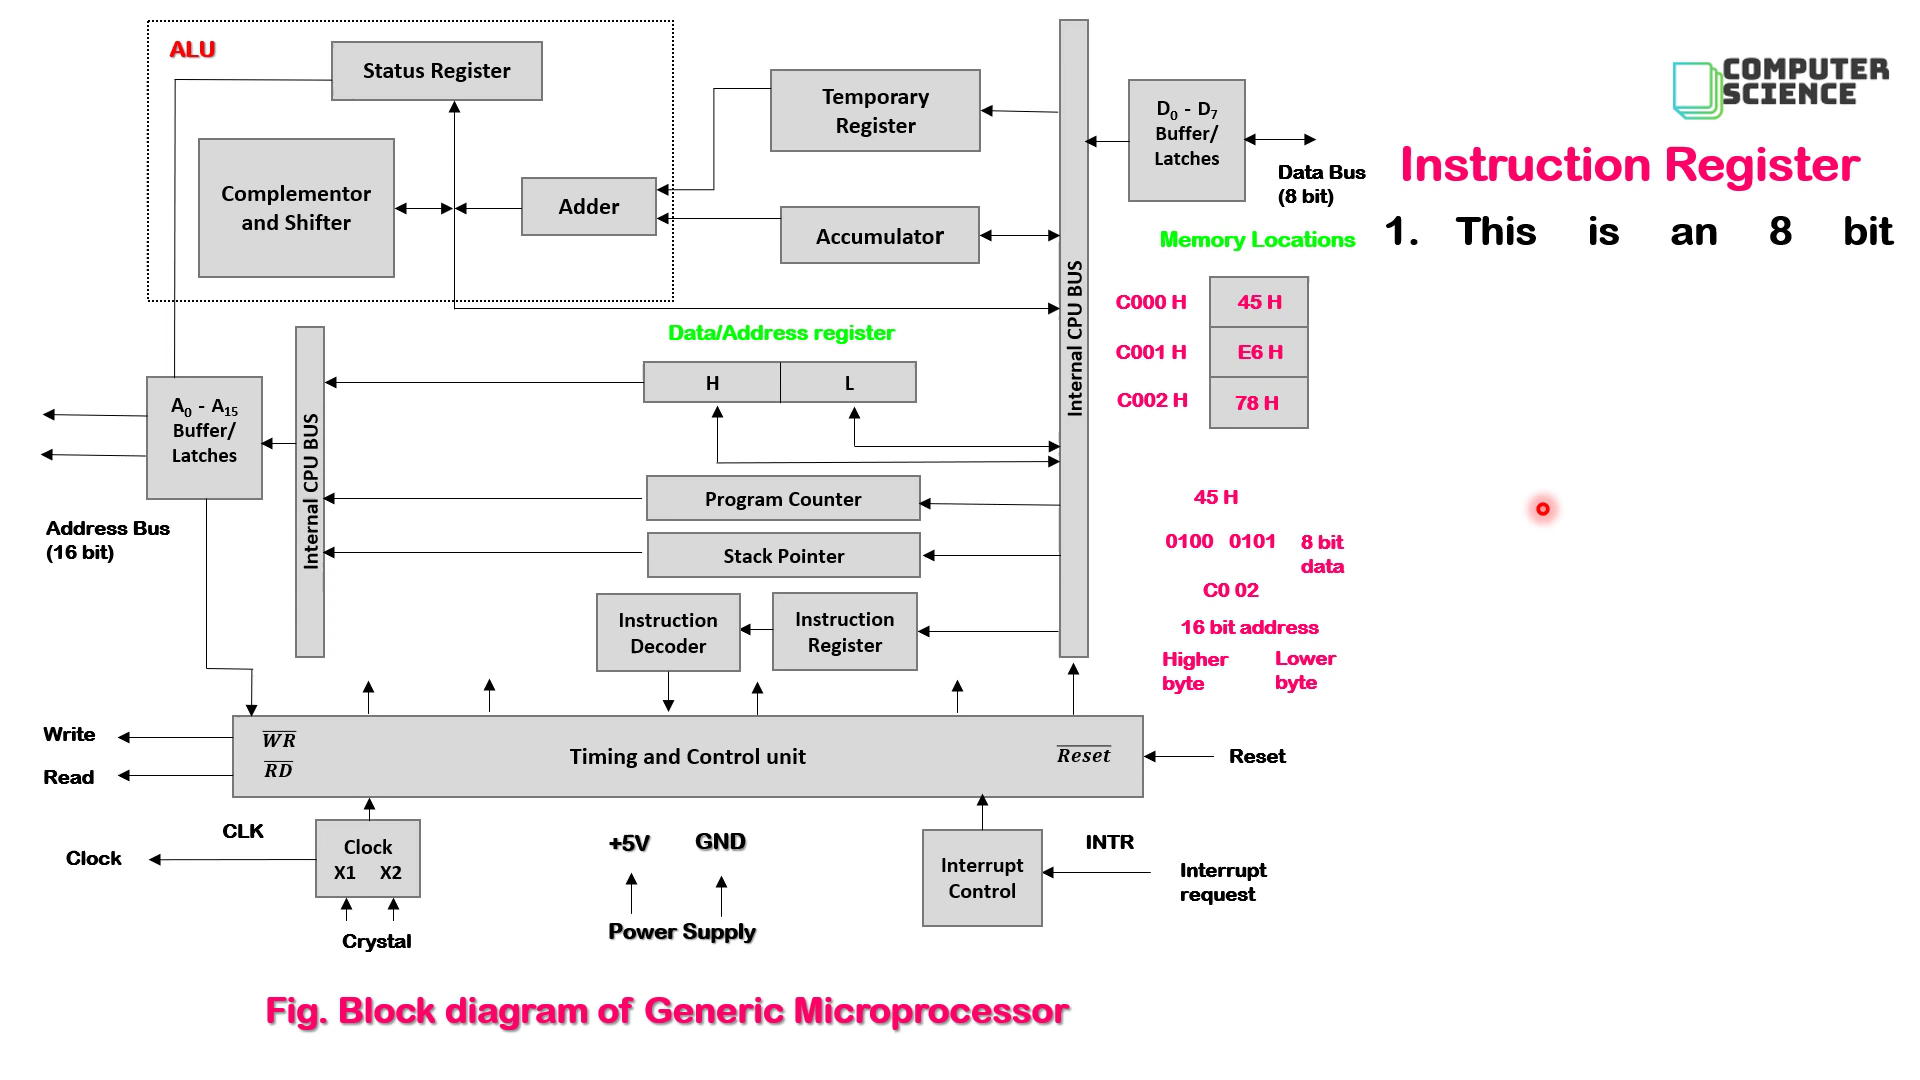 ALU
Status Register
Complementor
and Shifter
Adder
Temporary
Register
Accumulator
Internal CPU BUS
D0 - D7
Buffer/
Latches
Data Bus
(8 bit)
COMPUTER
SCIENCE
Instruction Register
1. This is an 8 bit
Memory Locations
C000 H 45 H
C001 H E6 H
C002 H 78 H
Data/Address register
H L
A0 - A15
Buffer/
Latches
Internal CPU BUS
Address Bus
(16 bit)
Program Counter
Stack Pointer
Instruction
Decoder
Instruction
Register
45 H
0100 0101 8 bit
data
C0 02
16 bit address
Higher
byte
Lower
byte
Write
Read
WR
RD
Timing and Control unit
Reset
Reset
CLK
Clock
Clock
X1 X2
Crystal
+5V GND
Power Supply
Interrupt
Control
INTR
Interrupt
request
Fig. Block diagram of Generic Microprocessor